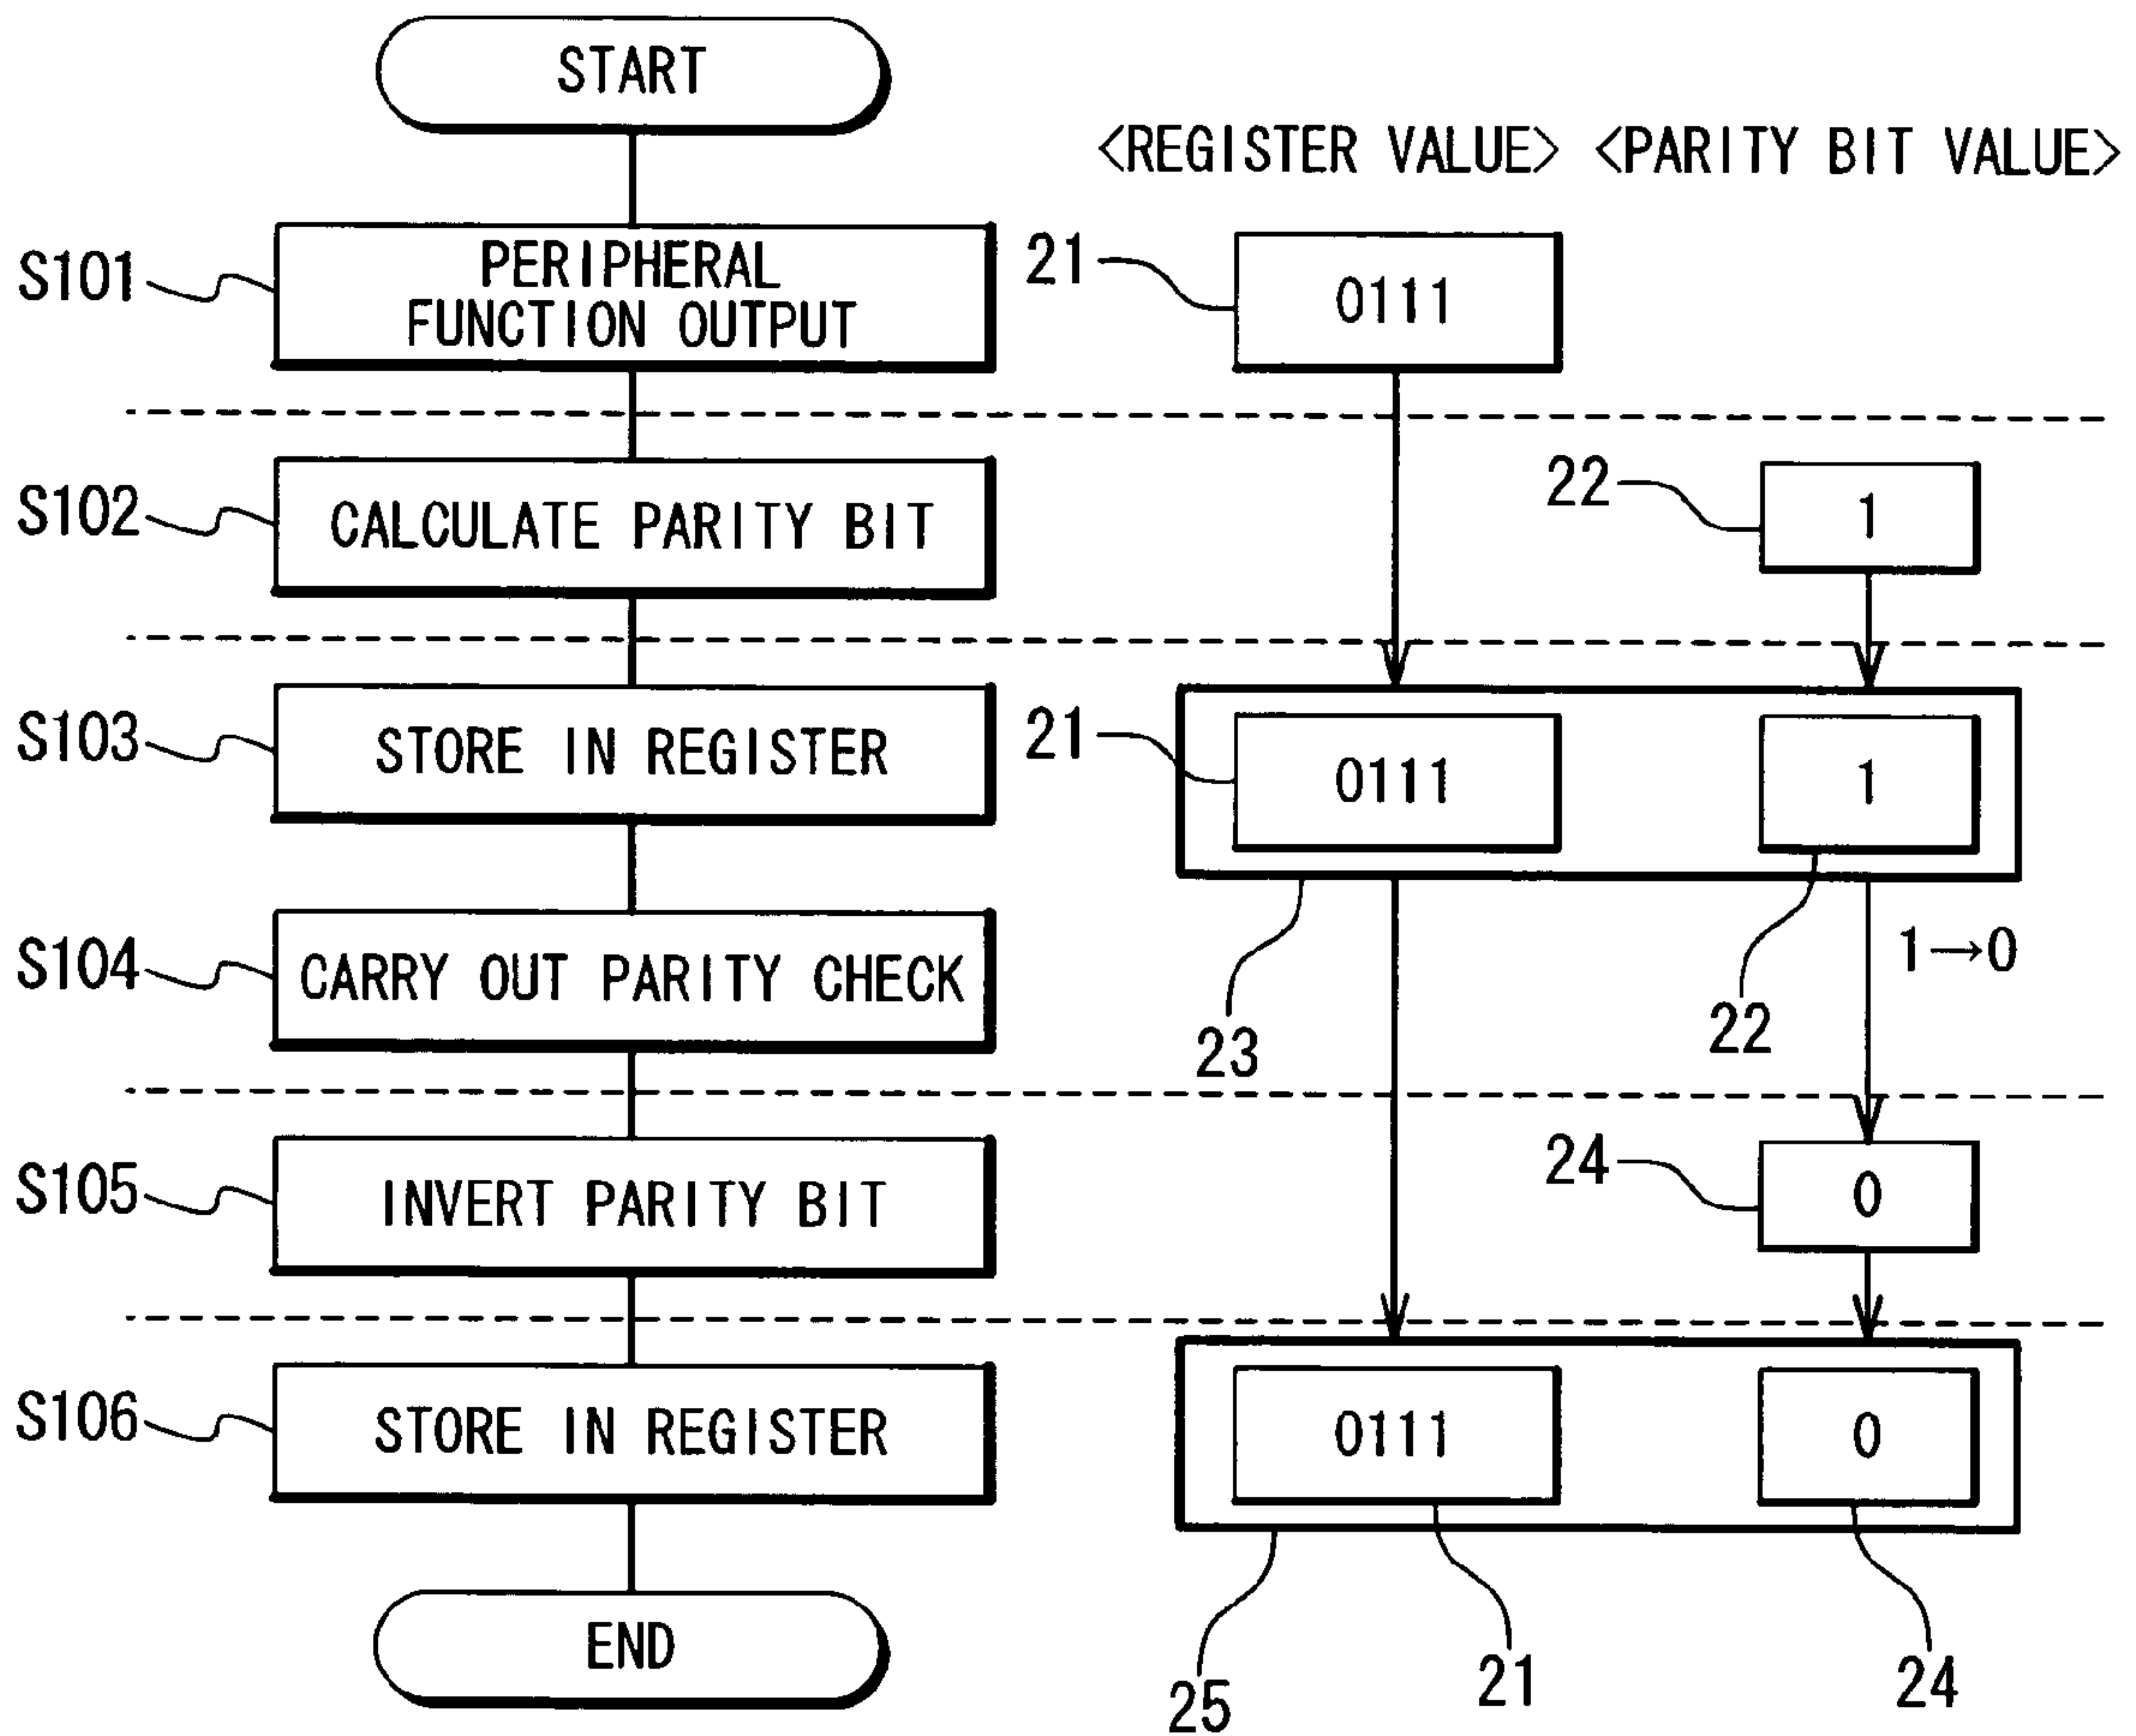 START
<REGISTER VALUE> <PARITY BIT VALUE>
S101
PERIPHERAL
FUNCTION OUTPUT
21
0111
S102
CALCULATE PARITY BIT
22
1
S103
STORE IN REGISTER
21
0111
1
S104
CARRY OUT PARITY CHECK
23
22
1→0
S105
INVERT PARITY BIT
24
0
S106
STORE IN REGISTER
0111
0
END
25
21
24